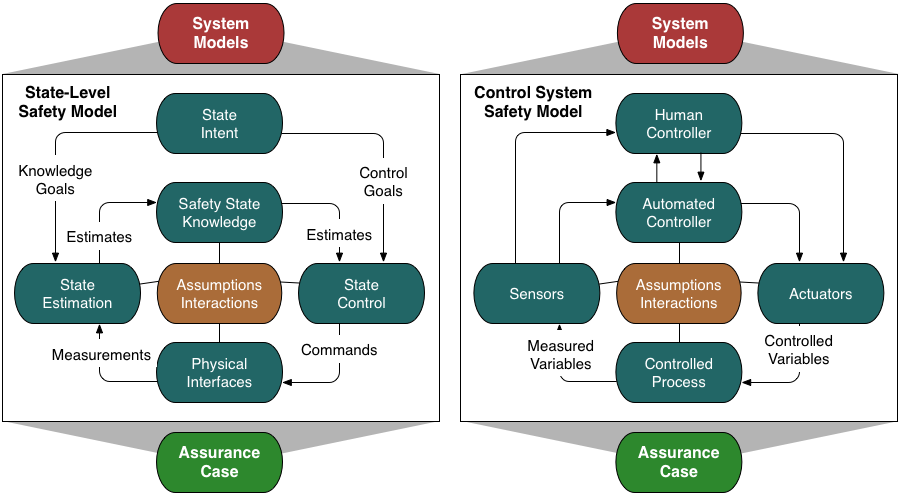 System
Models
State-Level
Safety Model
State
Intent
Knowledge
Goals
Control
Goals
Safety State
Knowledge
Estimates
Estimates
State
Estimation
Assumptions
Interactions
State
Control
Measurements
Commands
Physical
Interfaces
Assurance
Case
System
Models
Control System
Safety Model
Human
Controller
Automated
Controller
Sensors
Assumptions
Interactions
Actuators
Measured
Variables
Controlled
Variables
Controlled
Process
Assurance
Case